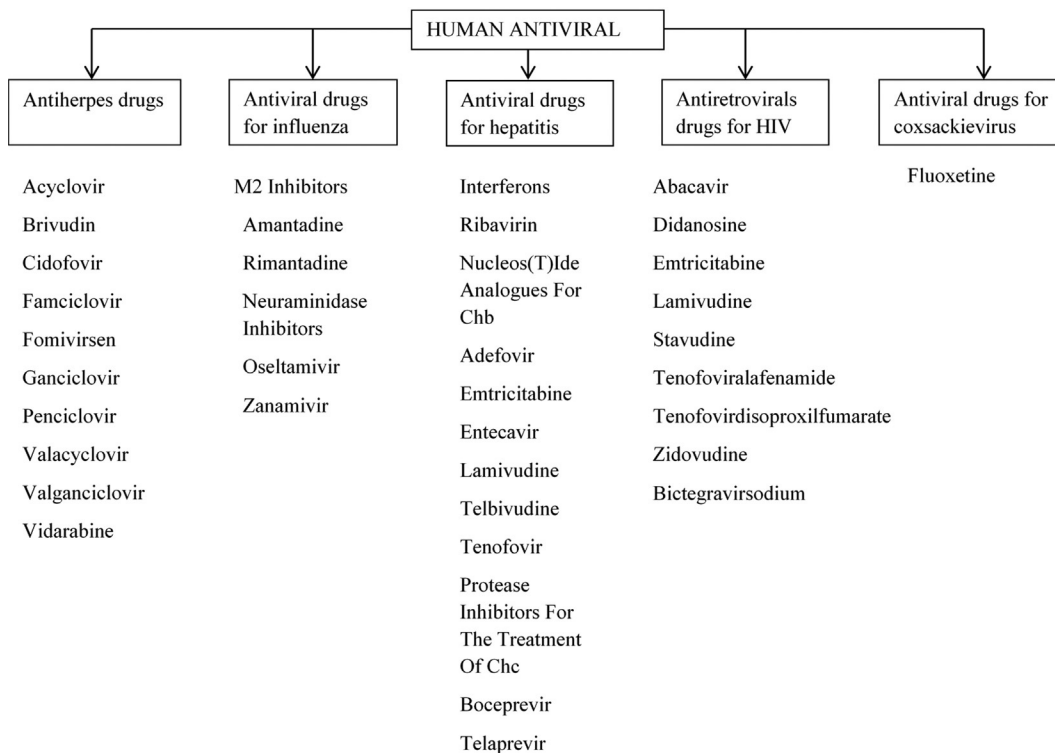 HUMAN ANTIVIRAL
Antiherpes drugs
Acyclovir
Brivudin
Cidofovir
Famciclovir
Fomivirsen
Ganciclovir
Penciclovir
Valacyclovir
Valganciclovir
Vidarabine
Antiviral drugs
for influenza
M2 Inhibitors
Amantadine
Rimantadine
Neuraminidase
Inhibitors
Oseltamivir
Zanamivir
Antiviral drugs
for hepatitis
Interferons
Ribavirin
Nucleos(T)Ide
Analogues For
Chb
Adefovir
Emtricitabine
Entecavir
Lamivudine
Telbivudine
Tenofovir
Protease
Inhibitors For
The Treatment
Of Chc
Boceprevir
Telaprevir
Antiretrovirals
drugs for HIV
Abacavir
Didanosine
Emtricitabine
Lamivudine
Stavudine
Tenofoviralafenamide
Tenofovirdisoproxilfumarate
Zidovudine
Bictegravirsodium
Antiviral drugs for
coxsackievirus
Fluoxetine